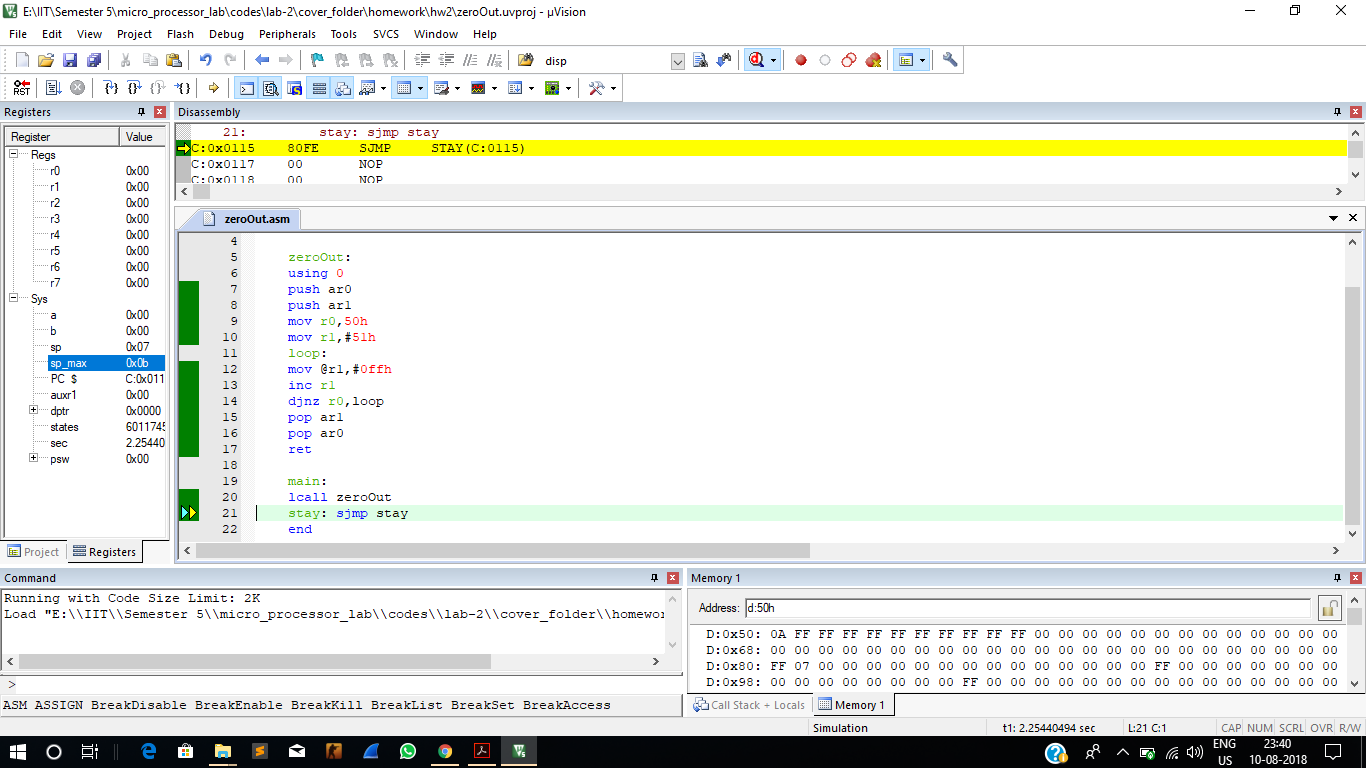 E:\IIT\Semester 5\micro_processor_lab\codes\lab-2\cover_folder\homework\hw2\zeroOut.uvproj - µVision
File Edit View Project Flash Debug Peripherals Tools SVCS Window Help
disp
RST
Registers
Register Value
Regs
r0 0x00
r1 0x00
r2 0x00
r3 0x00
r4 0x00
r5 0x00
r6 0x00
r7 0x00
Sys
a 0x00
b 0x00
sp 0x07
sp_max 0x0b
PC $ C:0x011
auxr1 0x00
dptr 0x0000
states 6011745
sec 2.25440
psw 0x00
Project Registers
Disassembly
21: stay: sjmp stay
C:0x0115 80FE SJMP STAY(C:0115)
C:0x0117 00 NOP
C:0x0118 00 NOP
zeroOut.asm
4
5 zeroOut:
6 using 0
7 push ar0
8 push ar1
9 mov r0,50h
10 mov r1,#51h
11 loop:
12 mov @r1,#0ffh
13 inc r1
14 djnz r0,loop
15 pop ar1
16 pop ar0
17 ret
18
19 main:
20 lcall zeroOut
21 stay: sjmp stay
22 end
Command
Running with Code Size Limit: 2K
Load "E:\\IIT\\Semester 5\\micro_processor_lab\\codes\\lab-2\\cover_folder\\homewor
>
ASM ASSIGN BreakDisable BreakEnable BreakKill BreakList BreakSet BreakAccess
Memory 1
Address: d:50h
D:0x50: 0A FF FF FF FF FF FF FF FF FF FF 00 00 00 00 00 00 00 00 00 00 00 00 00
D:0x68: 00 00 00 00 00 00 00 00 00 00 00 00 00 00 00 00 00 00 00 00 00 00 00 00
D:0x80: FF 07 00 00 00 00 00 00 00 00 00 00 00 00 00 00 FF 00 00 00 00 00 00 00
D:0x98: 00 00 00 00 00 00 00 00 FF 00 00 00 00 00 00 00 00 00 00 00 00 00 00 00
Call Stack + Locals Memory 1
Simulation t1: 2.25440494 sec L:21 C:1 CAP NUM SCRL OVR R/W
ENG 23:40
US 10-08-2018